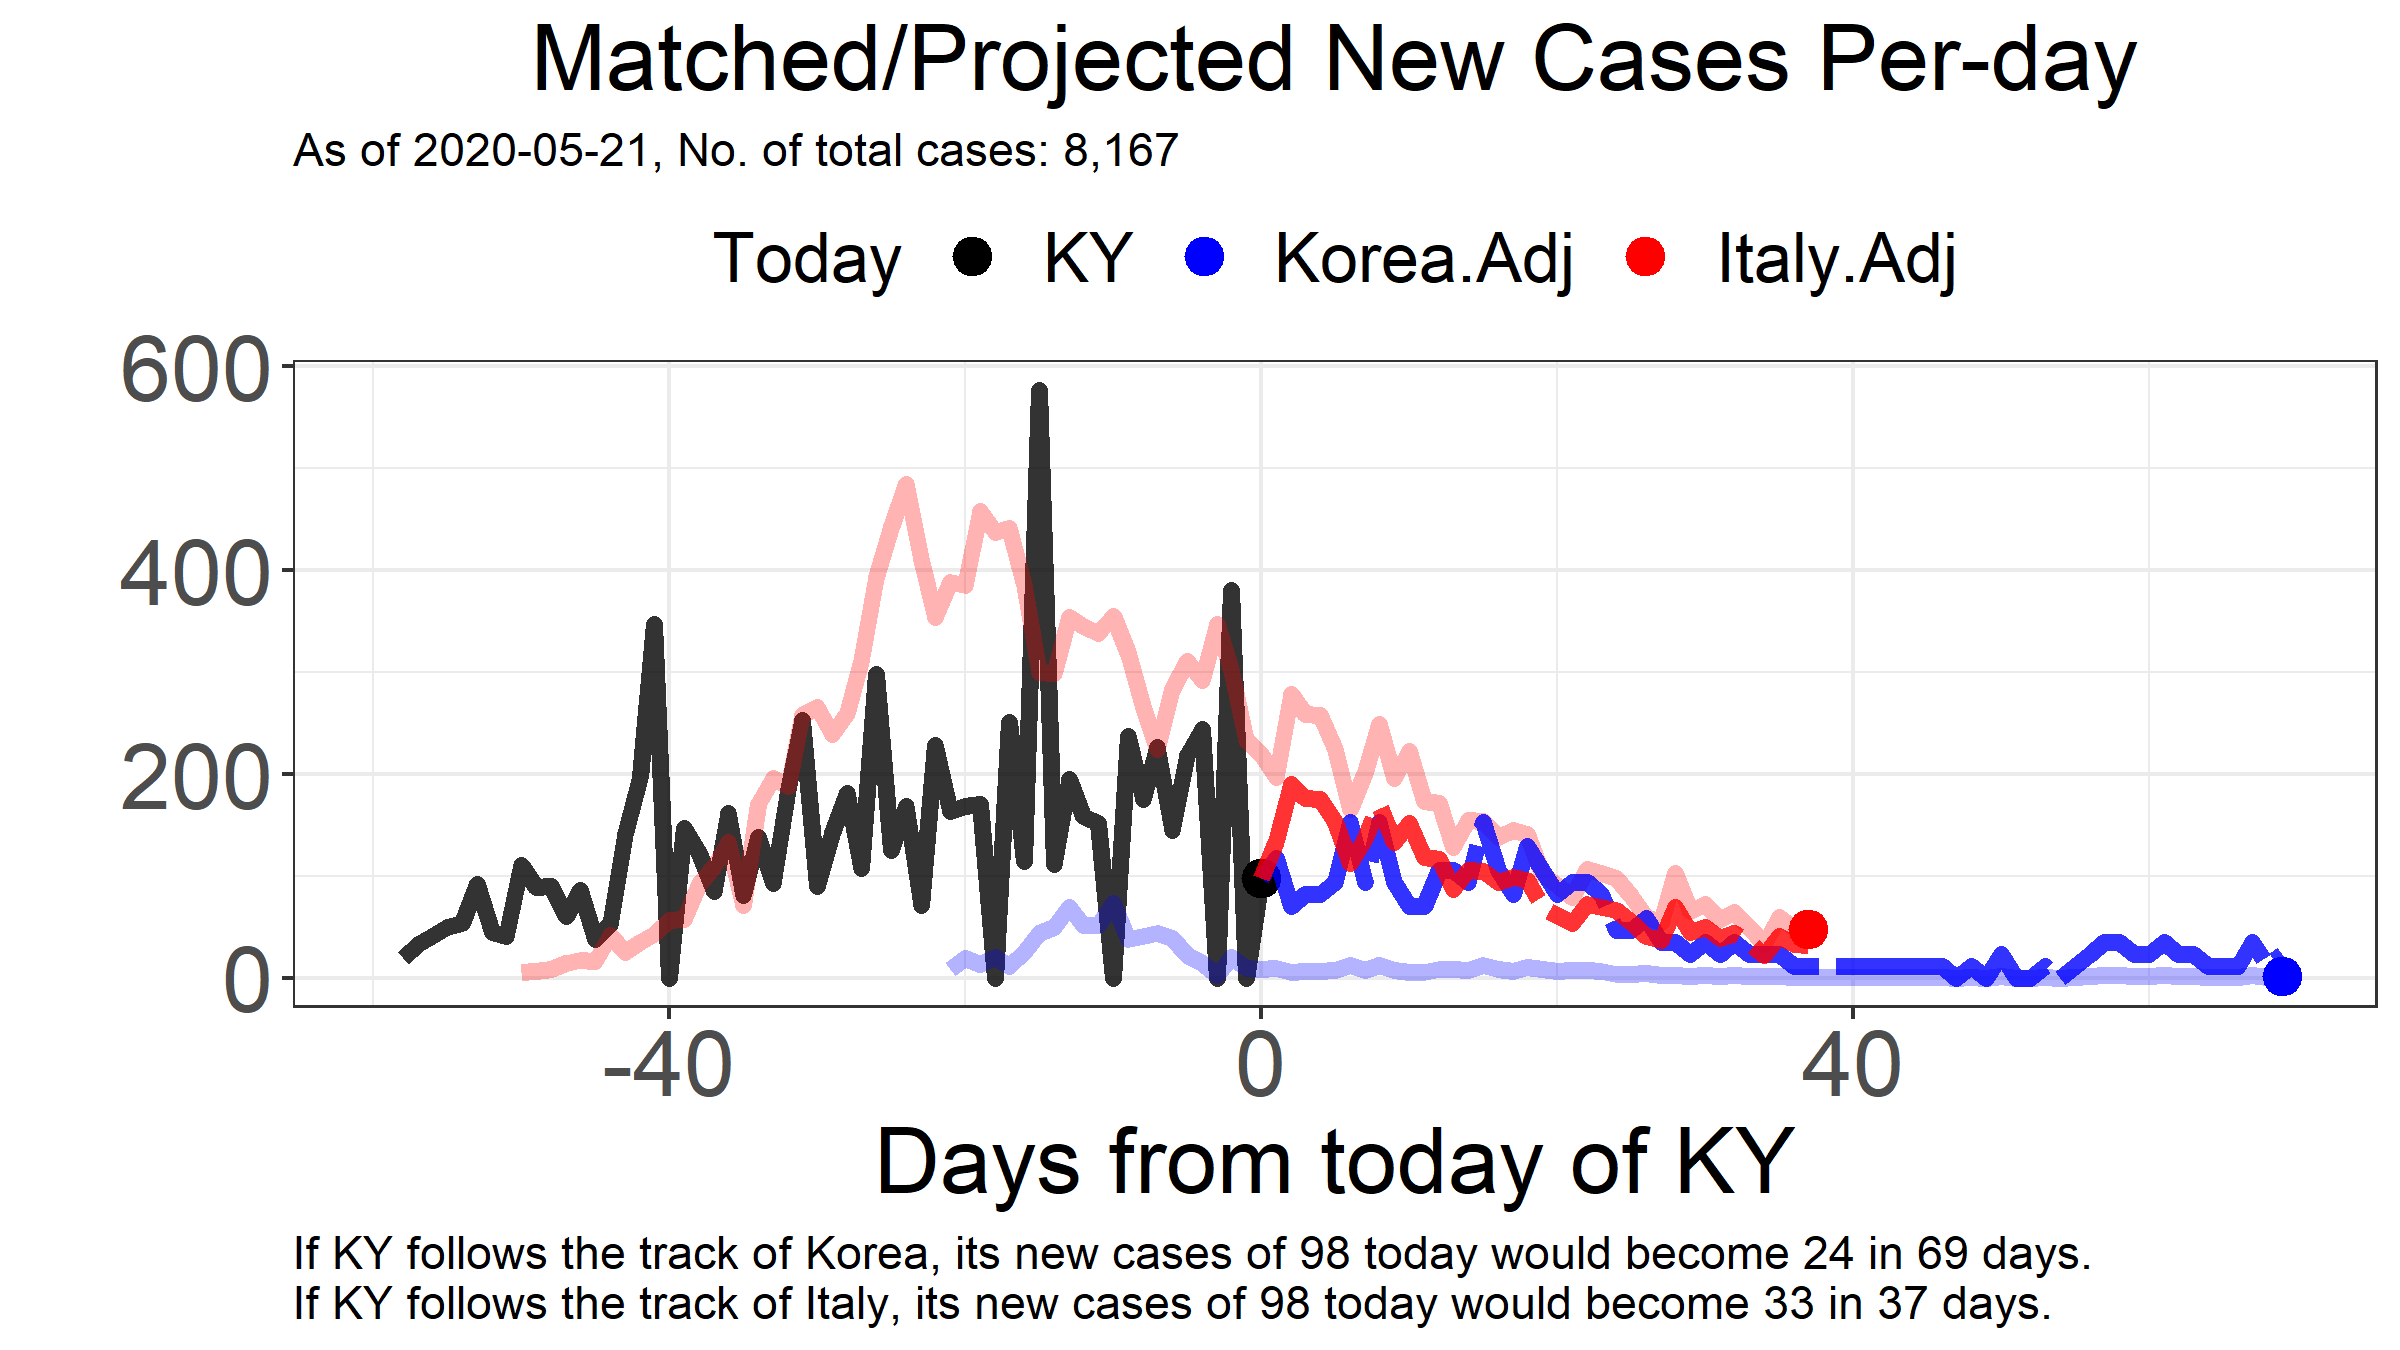 Matched/Projected New Cases Per-day
As of 2020-05-21, No. of total cases: 8,167
Today KY Korea.Adj Italy.Adj
600
400
200
0
-40 0 40
Days from today of KY
If KY follows the track of Korea, its new cases of 98 today would become 24 in 69 days.
If KY follows the track of Italy, its new cases of 98 today would become 33 in 37 days.